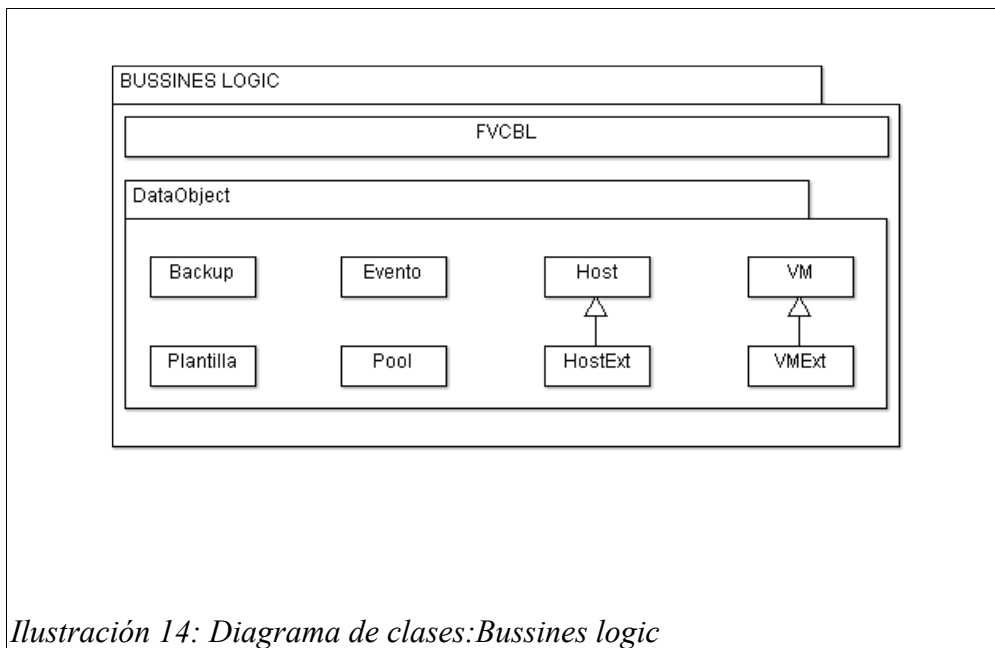 BUSSINES LOGIC
FVCBL
DataObject
Backup Evento Host VM
Plantilla Pool HostExt VMExt
Ilustración 14: Diagrama de clases:Bussines logic